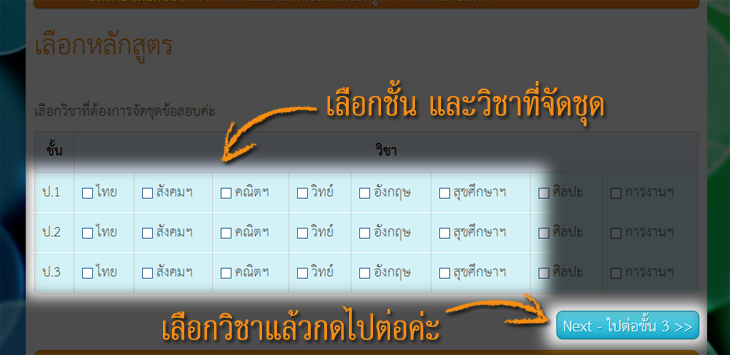 เลือกหลักสูตร
เลือกชั้น และวิชาที่จัดชุด
เลือกวิชาที่ต้องการจัดชุดข้อสอบค่ะ
ชั้น วิชา
ป.1 ไทย สังคมฯ คณิตฯ วิทย์ อังกฤษ สุขศึกษาฯ ศิลปะ การงานฯ
ป.2 ไทย สังคมฯ คณิตฯ วิทย์ อังกฤษ สุขศึกษาฯ ศิลปะ การงานฯ
ป.3 ไทย สังคมฯ คณิตฯ วิทย์ อังกฤษ สุขศึกษาฯ ศิลปะ การงานฯ
เลือกวิชาแล้วกดไปต่อค่ะ
Next - ไปต่อขั้น 3 >>